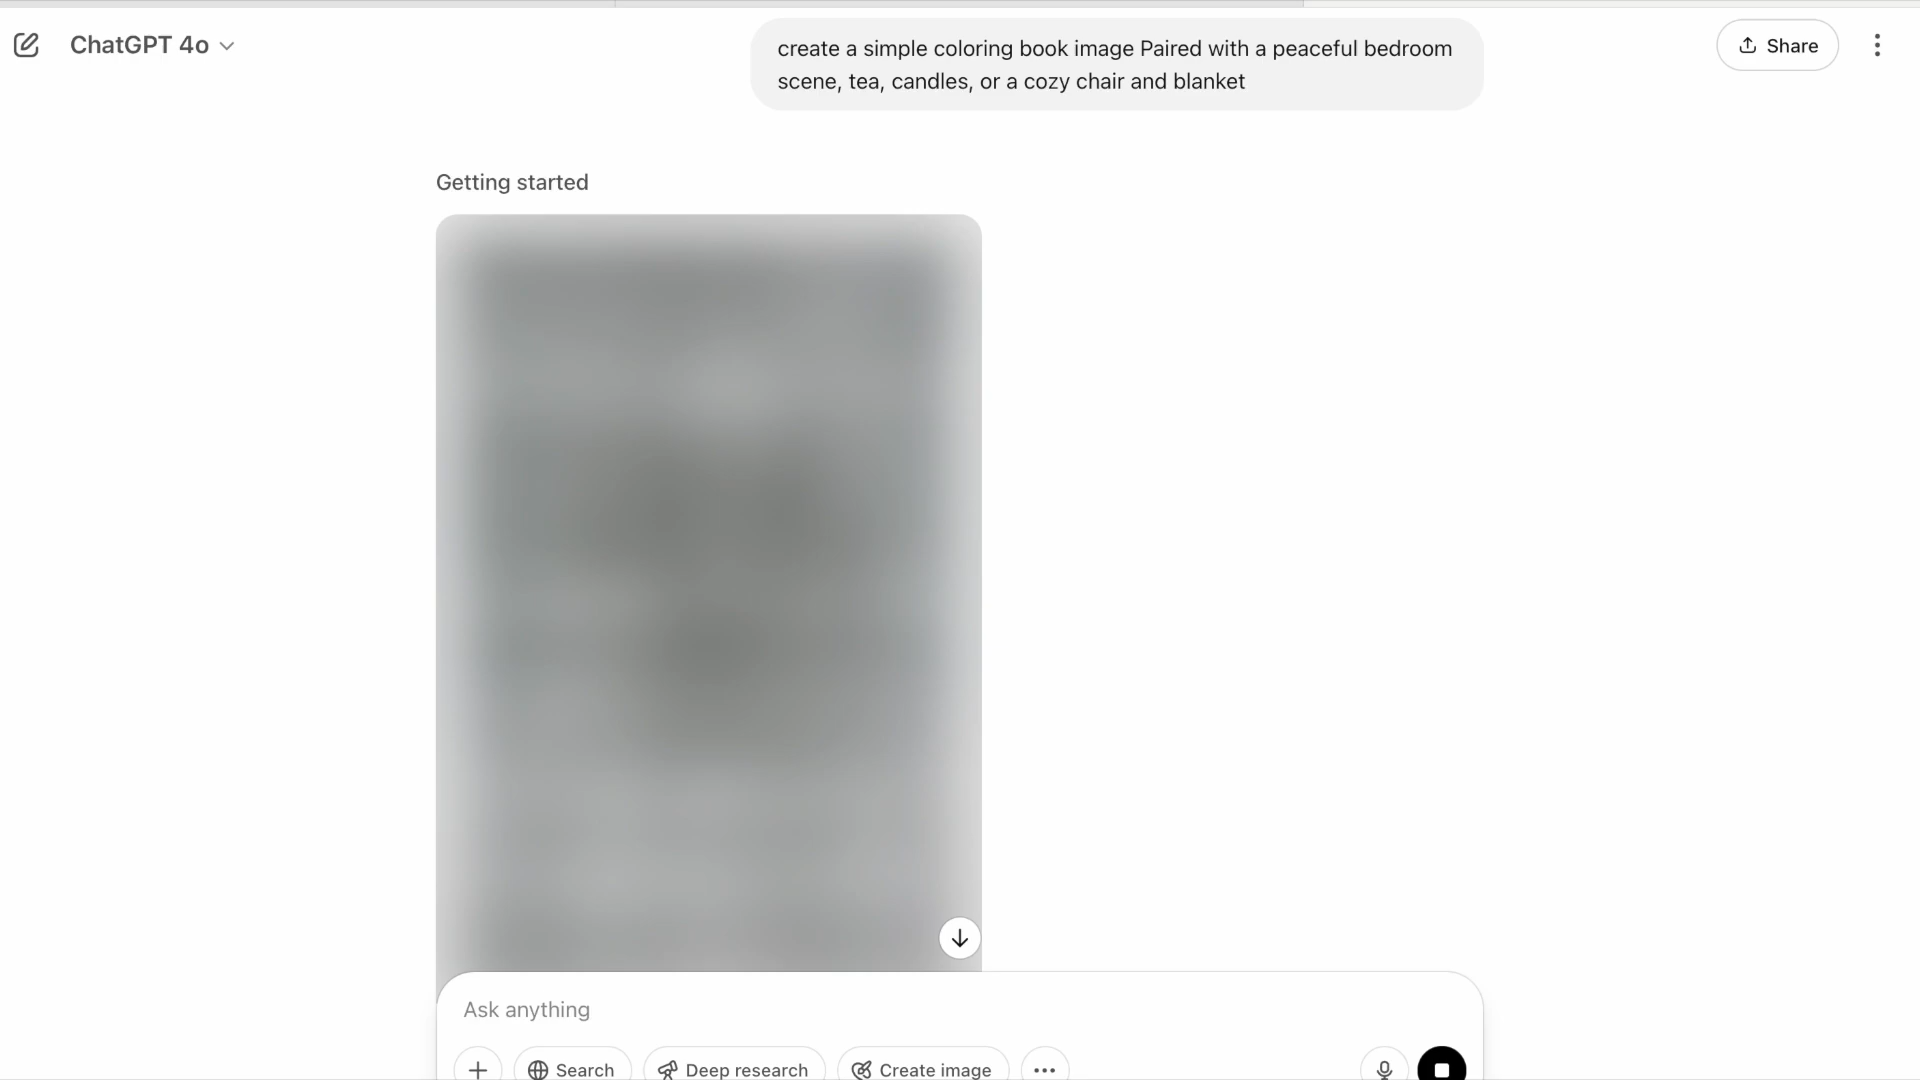 ChatGPT 4o
create a simple coloring book image Paired with a peaceful bedroom
scene, tea, candles, or a cozy chair and blanket
Share
Getting started
Ask anything
Search
Deep research
Create image